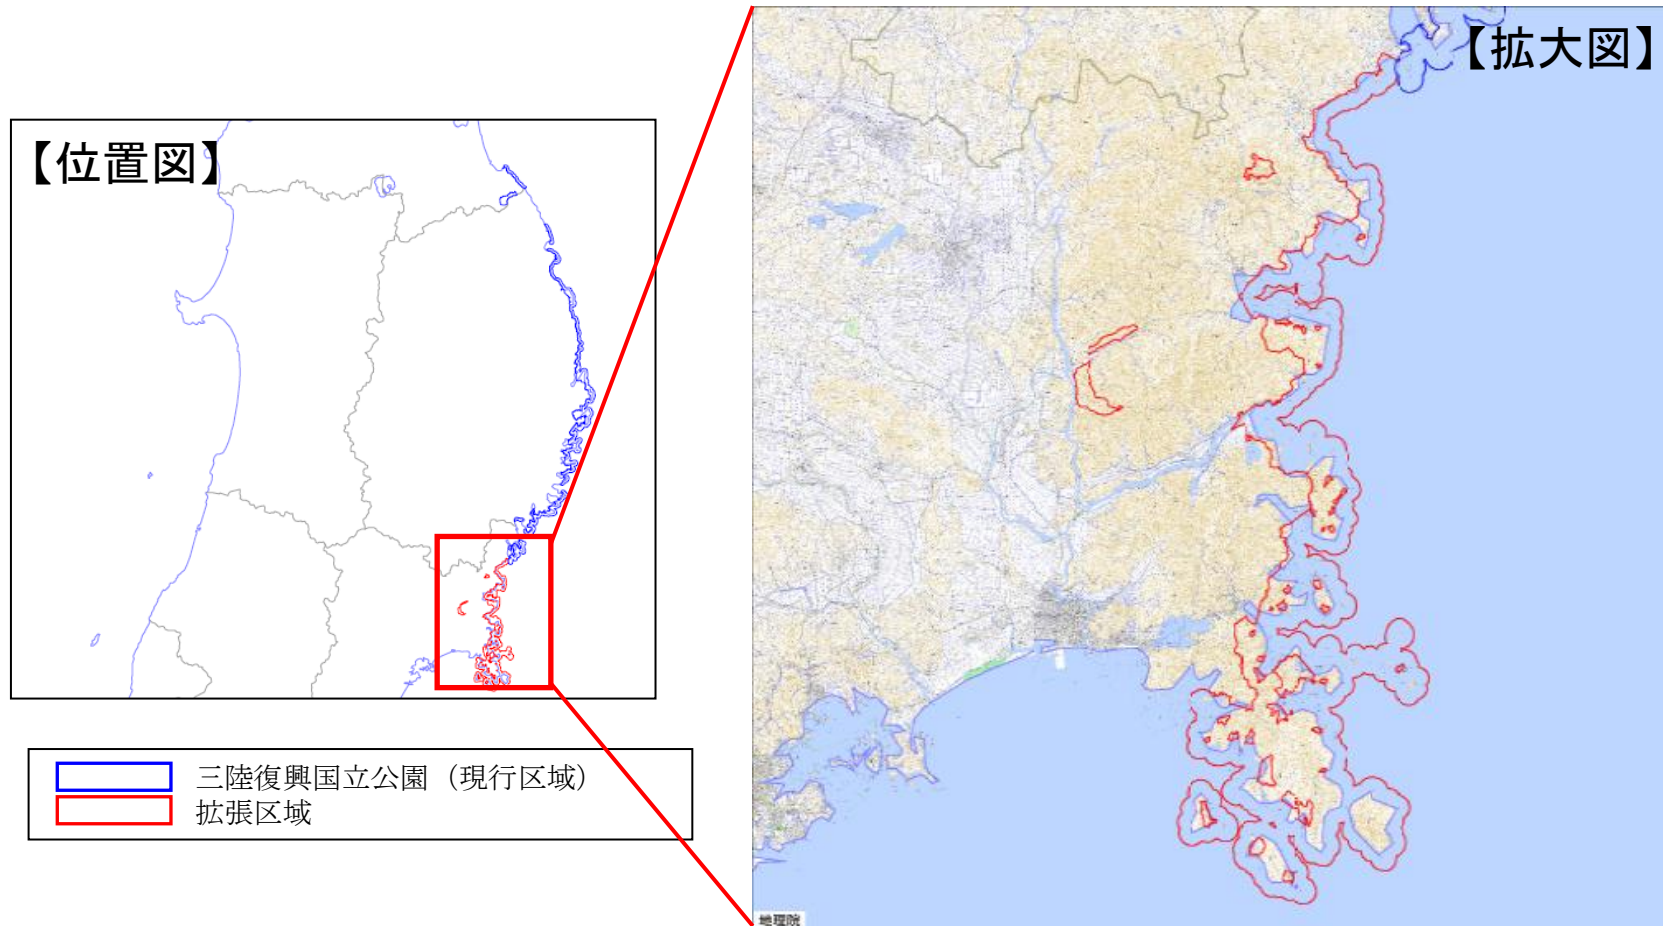 【位置図】
【拡大図】
三陸復興国立公園（現行区域）
拡張区域
地理院